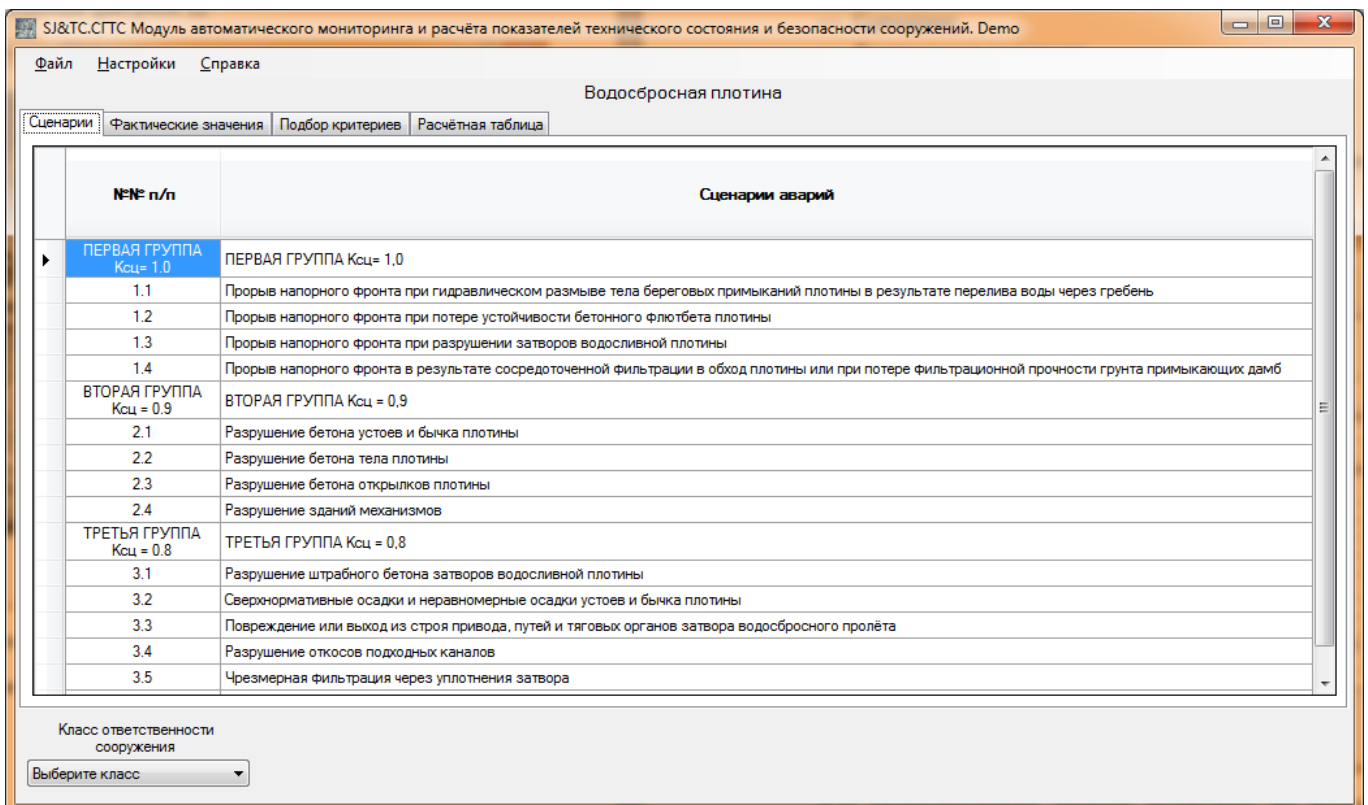 SJ&TC.СГТС Модуль автоматического мониторинга и расчёта показателей технического состояния и безопасности сооружений. Demo
Файл Настройки Справка
Водосбросная плотина
Сценарии Фактические значения Подбор критериев Расчётная таблица
№№ п/п Сценарии аварий
ПЕРВАЯ ГРУППА
Ксц= 1.0
ПЕРВАЯ ГРУППА Ксц= 1,0
1.1 Прорыв напорного фронта при гидравлическом размыве тела береговых примыканий плотины в результате перелива воды через гребень
1.2 Прорыв напорного фронта при потере устойчивости бетонного флютбета плотины
1.3 Прорыв напорного фронта при разрушении затворов водосливной плотины
1.4 Прорыв напорного фронта в результате сосредоточенной фильтрации в обход плотины или при потере фильтрационной прочности грунта примыкающих дамб
ВТОРАЯ ГРУППА
Ксц = 0.9
ВТОРАЯ ГРУППА Ксц = 0,9
2.1 Разрушение бетона устоев и бычка плотины
2.2 Разрушение бетона тела плотины
2.3 Разрушение бетона открылков плотины
2.4 Разрушение зданий механизмов
ТРЕТЬЯ ГРУППА
Ксц = 0.8
ТРЕТЬЯ ГРУППА Ксц = 0,8
3.1 Разрушение штрабного бетона затворов водосливной плотины
3.2 Сверхнормативные осадки и неравномерные осадки устоев и бычка плотины
3.3 Повреждение или выход из строя привода, путей и тяговых органов затвора водосбросного пролёта
3.4 Разрушение откосов подходных каналов
3.5 Чрезмерная фильтрация через уплотнения затвора
Класс ответственности
сооружения
Выберите класс